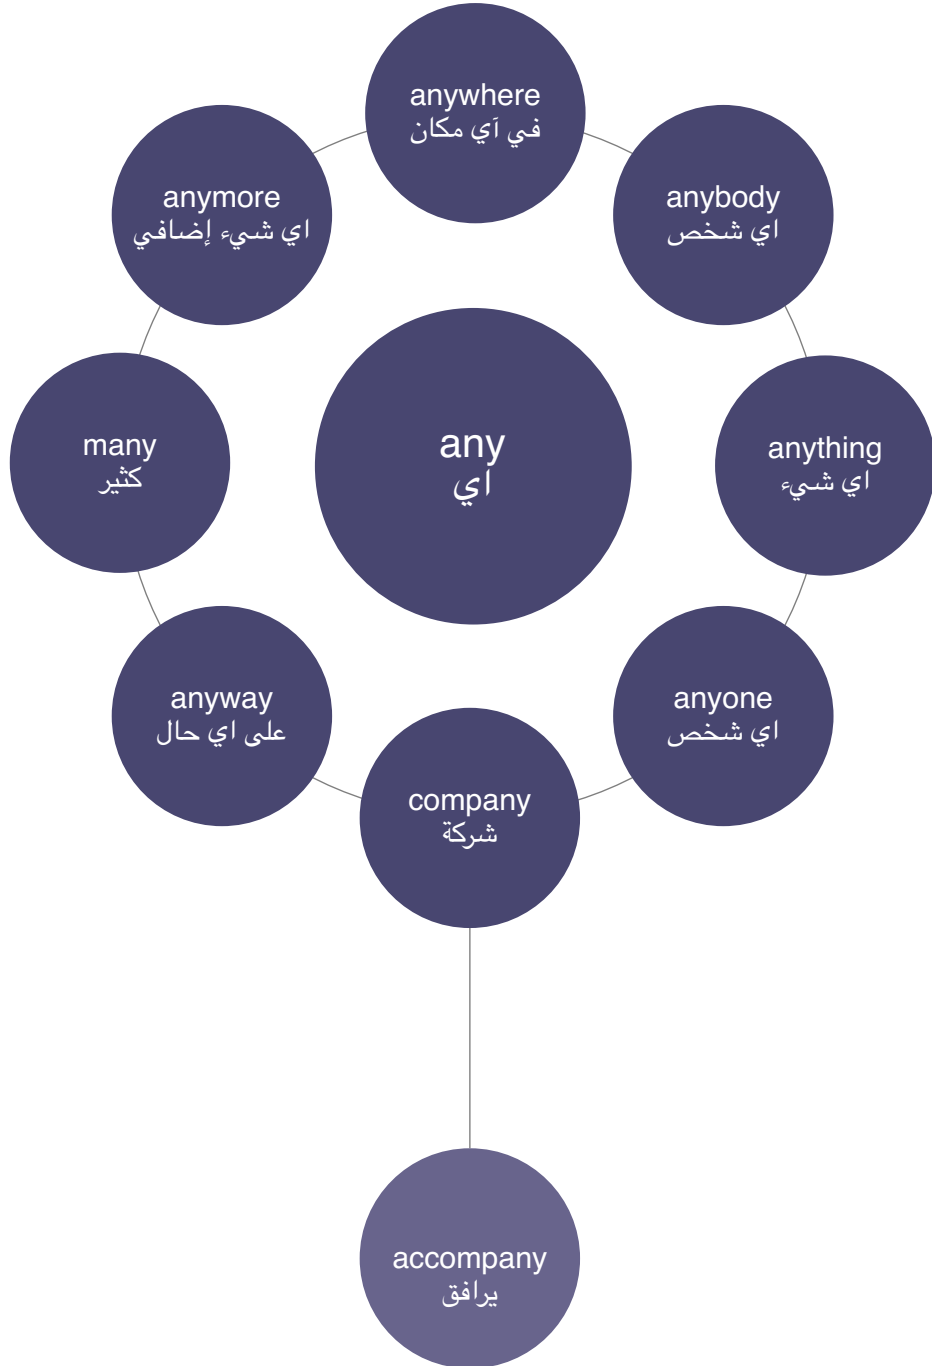 anywhere
في آي مكان
anymore
اي شيء إضافي
anybody
اي شخص
many
كثير
any
اي
anything
اي شيء
anyway
على اي حال
anyone
اي شخص
company
شركة
accompany
يرافق